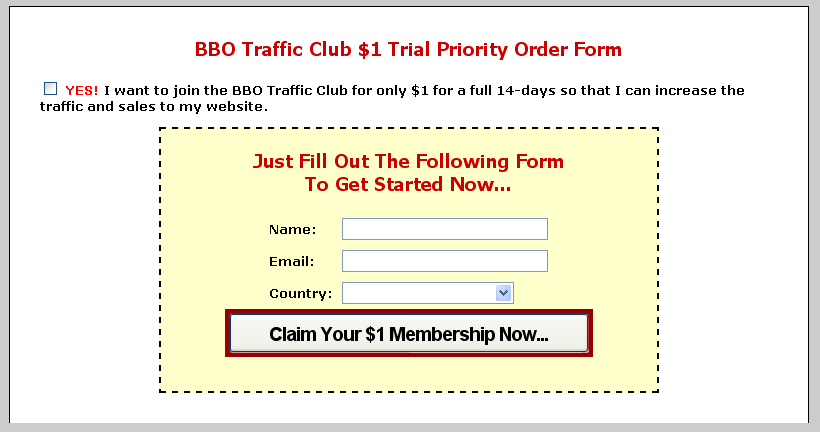 BBO Traffic Club $1 Trial Priority Order Form
YES! I want to join the BBO Traffic Club for only $1 for a full 14-days so that I can increase the
traffic and sales to my website.
Just Fill Out The Following Form
To Get Started Now...
Name:
Email:
Country:
Claim Your $1 Membership Now...